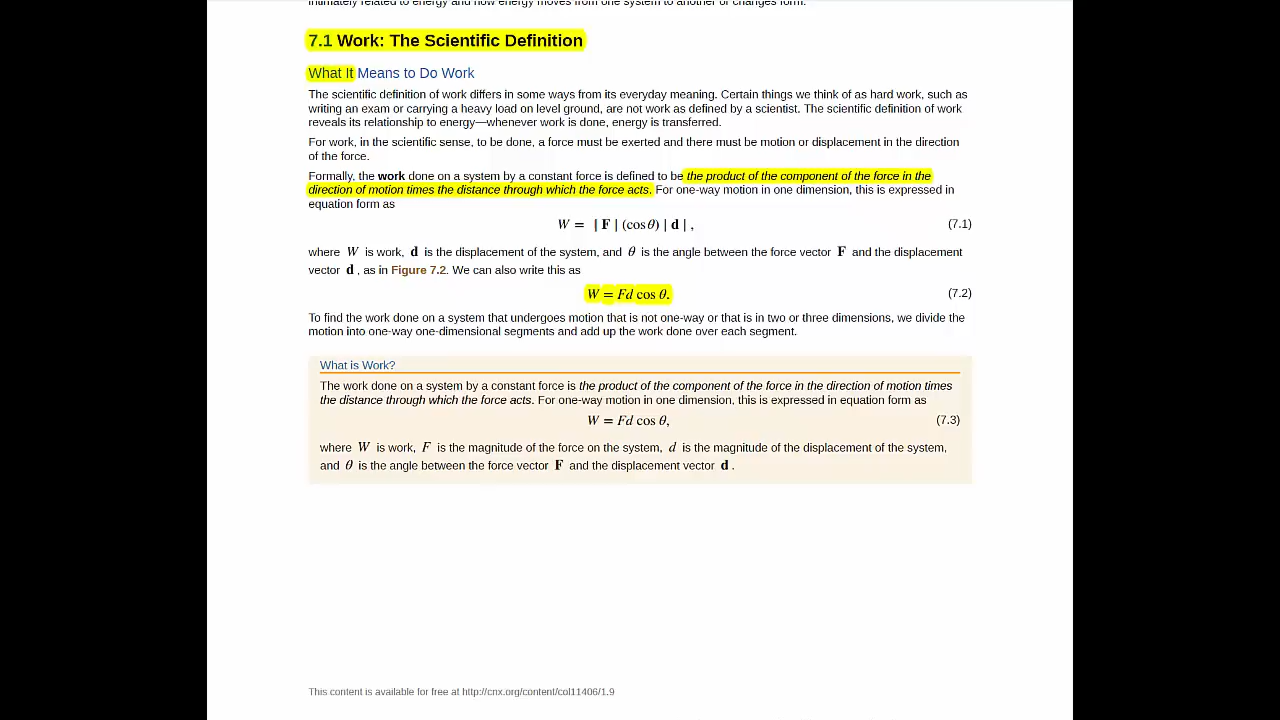 intimately related to energy and how energy moves from one system to another or changes form.
7.1 Work: The Scientific Definition
What It Means to Do Work
The scientific definition of work differs in some ways from its everyday meaning. Certain things we think of as hard work, such as
writing an exam or carrying a heavy load on level ground, are not work as defined by a scientist. The scientific definition of work
reveals its relationship to energy—whenever work is done, energy is transferred.
For work, in the scientific sense, to be done, a force must be exerted and there must be motion or displacement in the direction
of the force.
Formally, the work done on a system by a constant force is defined to be the product of the component of the force in the
direction of motion times the distance through which the force acts. For one-way motion in one dimension, this is expressed in
equation form as
W = | F | (cos θ) | d | , (7.1)
where W is work, d is the displacement of the system, and θ is the angle between the force vector F and the displacement
vector d , as in Figure 7.2. We can also write this as
W = Fd cos θ. (7.2)
To find the work done on a system that undergoes motion that is not one-way or that is in two or three dimensions, we divide the
motion into one-way one-dimensional segments and add up the work done over each segment.
What is Work?
The work done on a system by a constant force is the product of the component of the force in the direction of motion times
the distance through which the force acts. For one-way motion in one dimension, this is expressed in equation form as
W = Fd cos θ, (7.3)
where W is work, F is the magnitude of the force on the system, d is the magnitude of the displacement of the system,
and θ is the angle between the force vector F and the displacement vector d .
This content is available for free at http://cnx.org/content/col11406/1.9